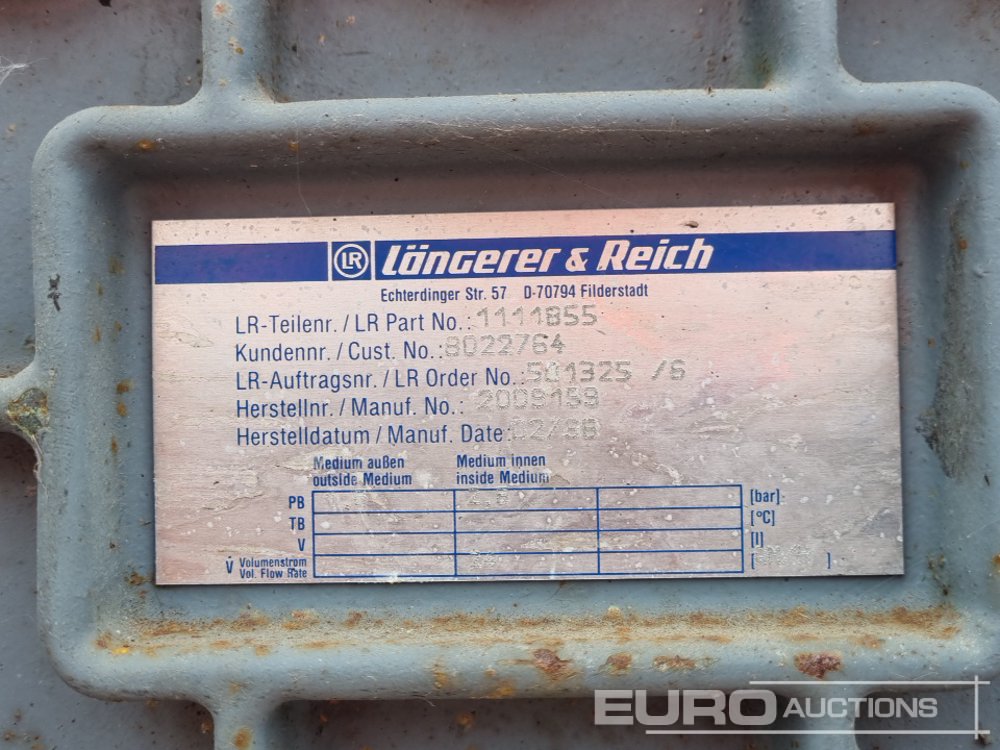 LR Längerer & Reich
Echterdinger Str. 57 D-70794 Filderstadt
LR-Teilenr. / LR Part No.: 1111855
Kundennr. / Cust. No.: 8022764
LR-Auftragsnr. / LR Order No.: 501325 /6
Herstellnr. / Manuf. No.: 2009159
Herstelldatum / Manuf. Date:
Medium außen Medium innen
outside Medium inside Medium
PB [bar]
TB [°C]
V [l]
V̇ Volumenstrom [ ]
Vol. Flow Rate
EURO AUCTIONS